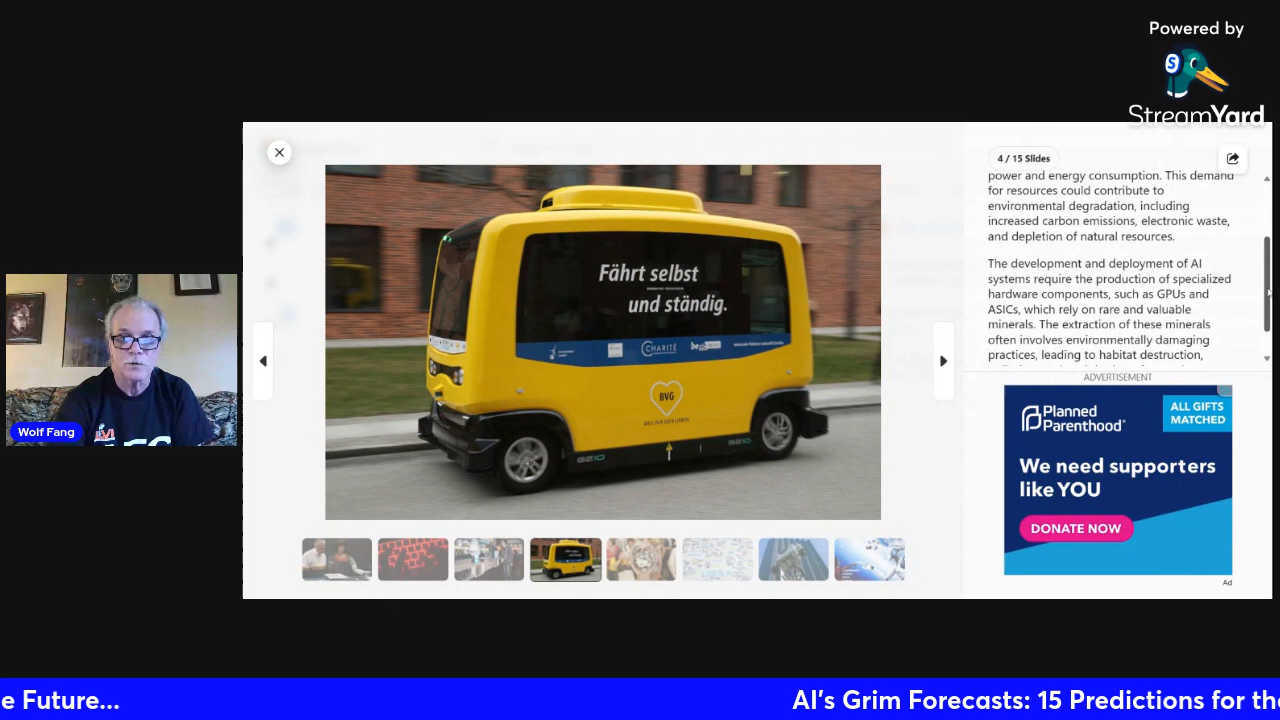 Powered by
S
StreamYard
4 / 15 Slides
power and energy consumption. This demand
for resources could contribute to
environmental degradation, including
increased carbon emissions, electronic waste,
and depletion of natural resources.
The development and deployment of AI
systems require the production of specialized
hardware components, such as GPUs and
ASICs, which rely on rare and valuable
minerals. The extraction of these minerals
often involves environmentally damaging
practices, leading to habitat destruction,
Fährt selbst
und ständig.
CHARITÉ
BVG
EZ10
EZ10
Wolf Fang
ADVERTISEMENT
Planned
Parenthood
ALL GIFTS
MATCHED
We need supporters
like YOU
DONATE NOW
Ad
e Future...
AI's Grim Forecasts: 15 Predictions for the